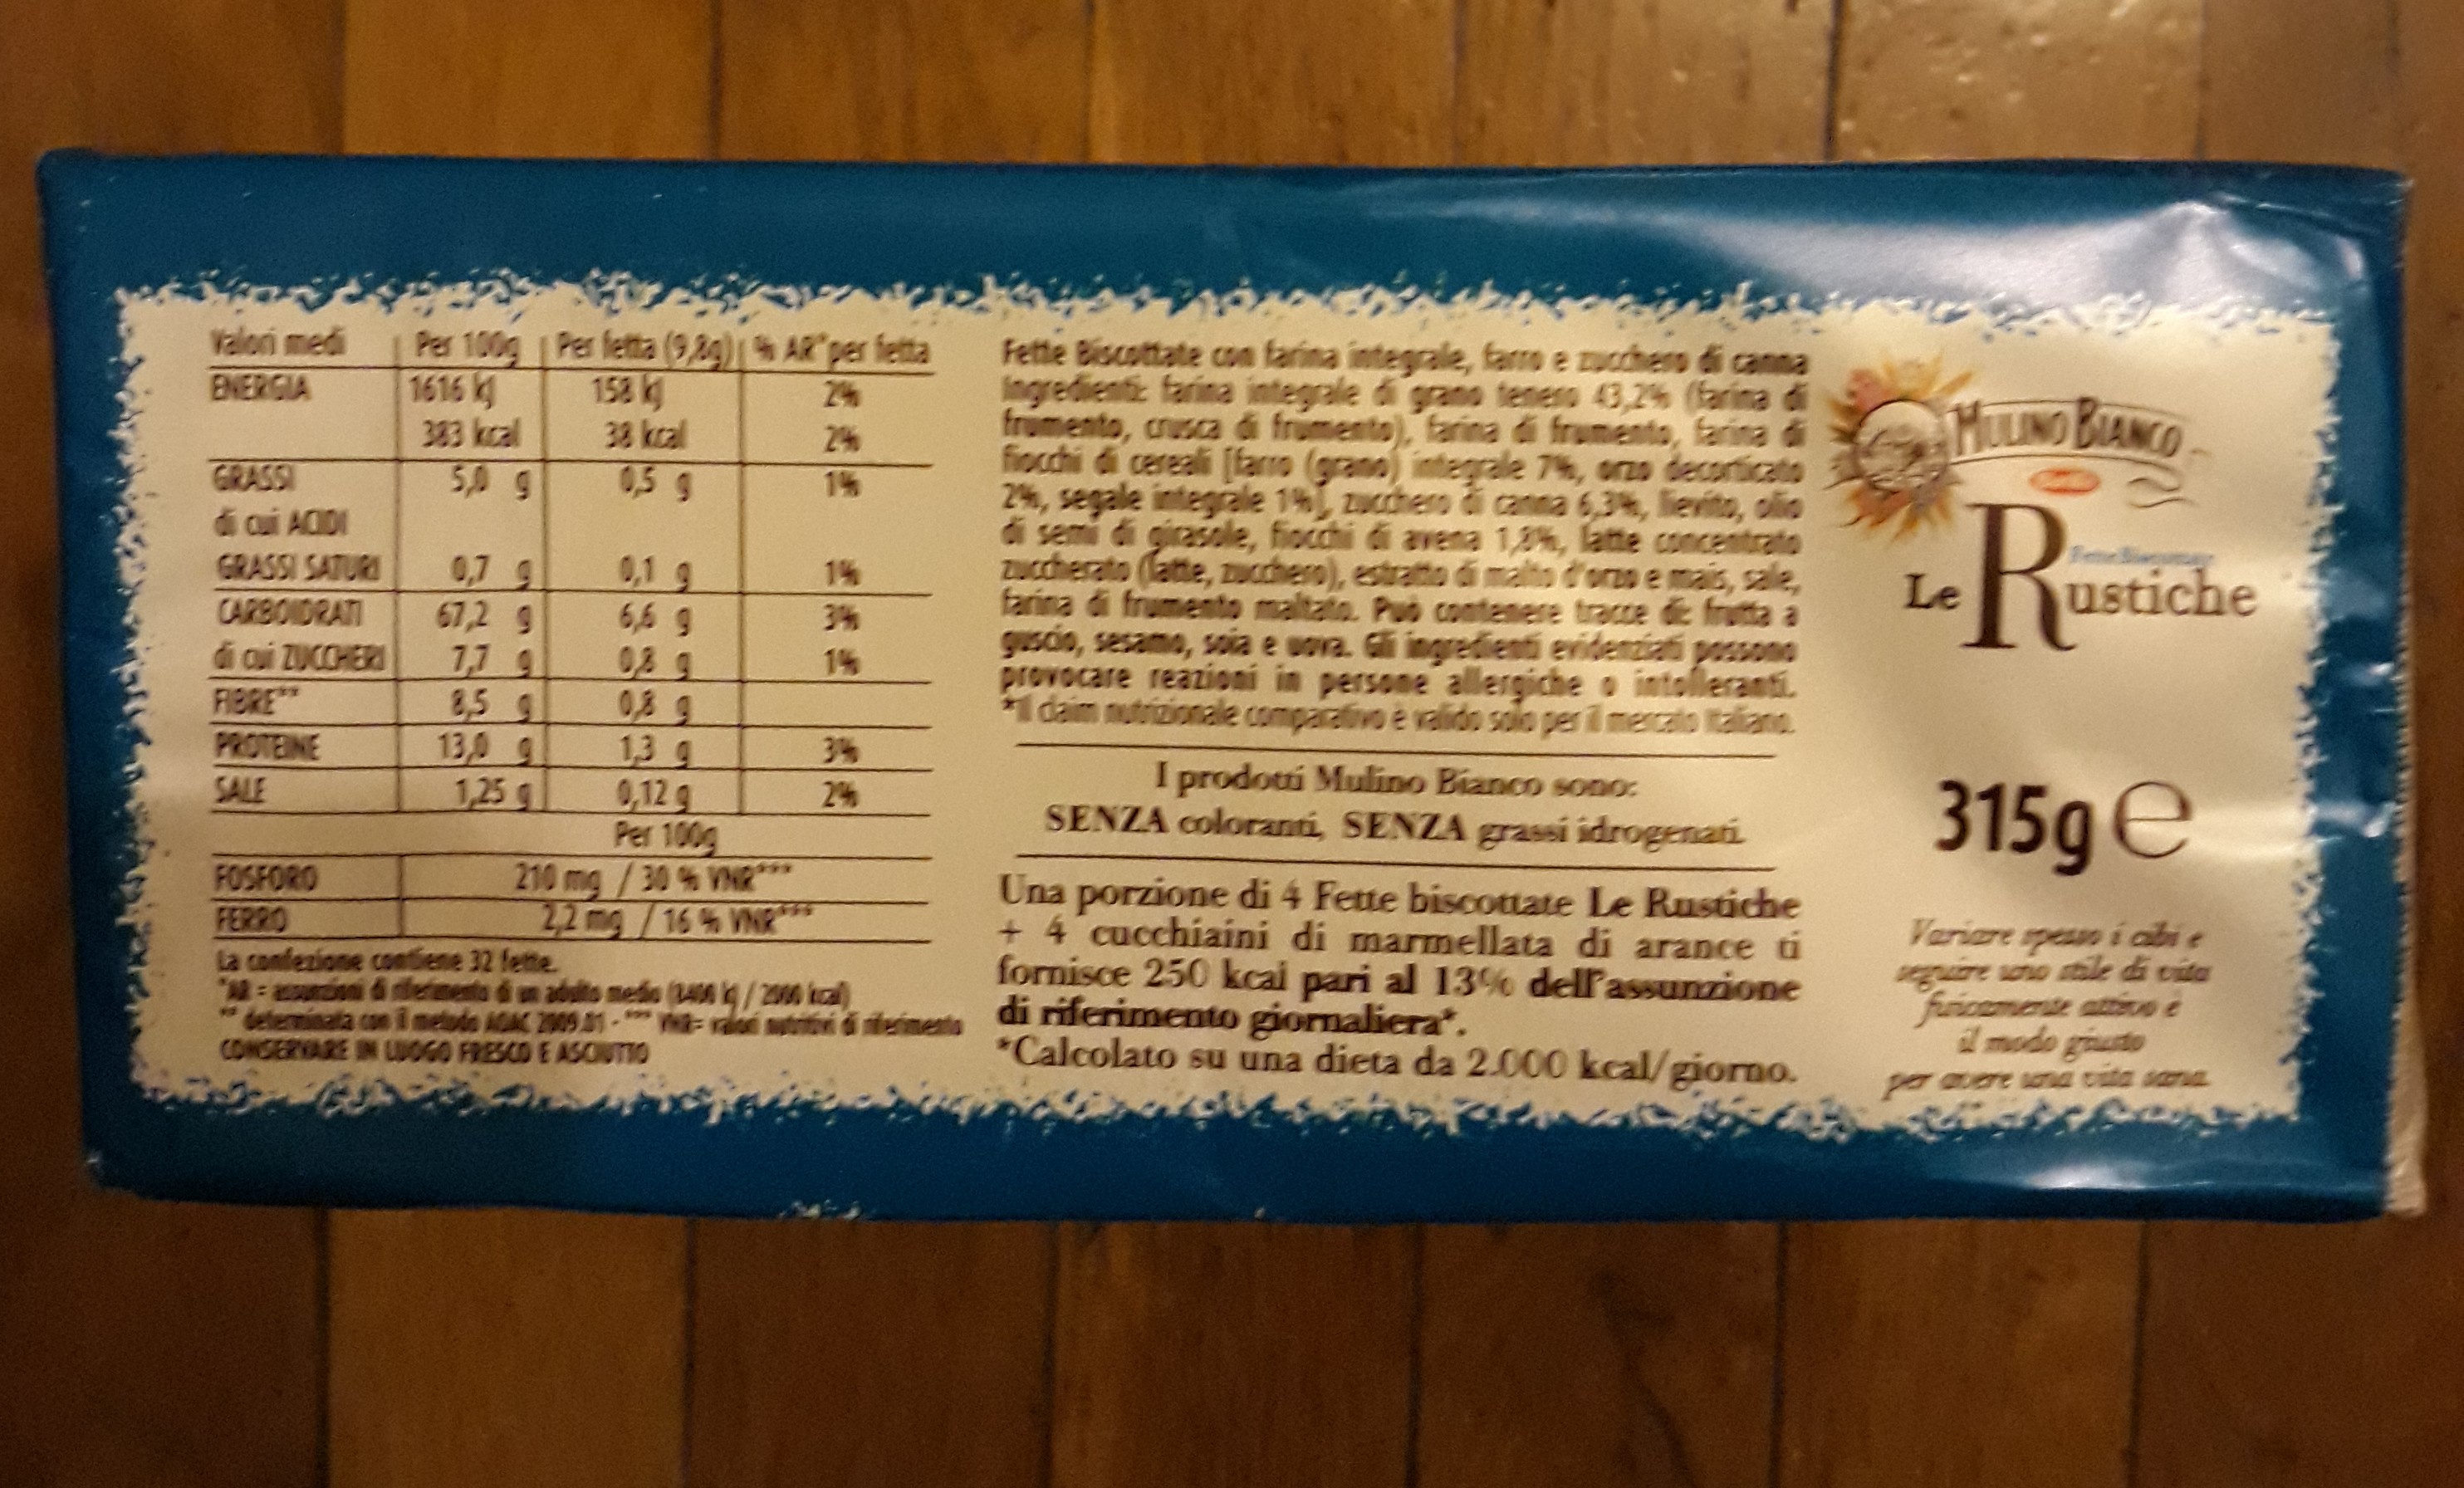 Valori medi Per 100g Per fetta (9,8g) % AR* per fetta
ENERGIA 1616 kJ 158 kJ 2%
383 kcal 38 kcal 2%
GRASSI 5,0 g 0,5 g 1%
di cui ACIDI
GRASSI SATURI 0,7 g 0,1 g 1%
CARBOIDRATI 67,2 g 6,6 g 3%
di cui ZUCCHERI 7,7 g 0,8 g 1%
FIBRE** 8,5 g 0,8 g
PROTEINE 13,0 g 1,3 g 3%
SALE 1,25 g 0,12 g 2%
Per 100g
FOSFORO 210 mg / 30 % VNR***
FERRO 2,2 mg / 16 % VNR***
La confezione contiene 32 fette.
*AR = assunzioni di riferimento di un adulto medio (8400 kJ / 2000 kcal)
** determinata con il metodo AOAC 2009.01 - *** VNR= valori nutritivi di riferimento
CONSERVARE IN LUOGO FRESCO E ASCIUTTO
Fette Biscottate con farina integrale, farro e zucchero di canna
Ingredienti: farina integrale di grano tenero 43,2% (farina di
frumento, crusca di frumento), farina di frumento, farina di
fiocchi di cereali [farro (grano) integrale 7%, orzo decorticato
2%, segale integrale 1%], zucchero di canna 6,3%, lievito, olio
di semi di girasole, fiocchi di avena 1,8%, latte concentrato
zuccherato (latte, zucchero), estratto di malto d'orzo e mais, sale,
farina di frumento maltato. Può contenere tracce di: frutta a
guscio, sesamo, soia e uova. Gli ingredienti evidenziati possono
provocare reazioni in persone allergiche o intolleranti.
*Il claim nutrizionale comparativo è valido solo per il mercato Italiano.
I prodotti Mulino Bianco sono:
SENZA coloranti, SENZA grassi idrogenati.
Una porzione di 4 Fette biscottate Le Rustiche
+ 4 cucchiaini di marmellata di arance ti
fornisce 250 kcal pari al 13% dell'assunzione
di riferimento giornaliera*.
*Calcolato su una dieta da 2.000 kcal/giorno.
MULINO BIANCO
Fette Biscottate
Le Rustiche
315g e
Variare spesso i cibi e
seguire uno stile di vita
fisicamente attivo è
il modo giusto
per avere una vita sana.